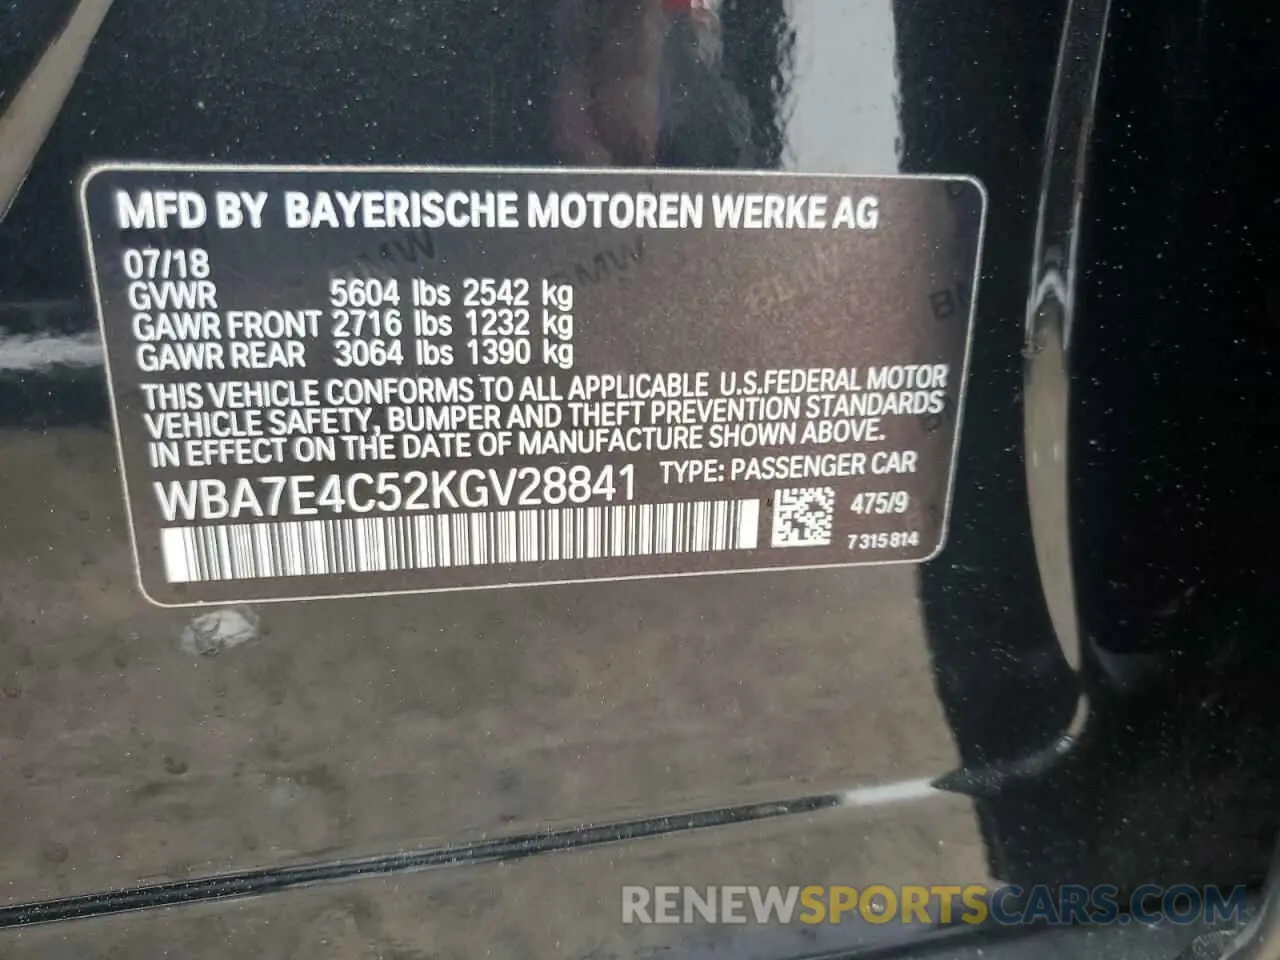 MFD BY BAYERISCHE MOTOREN WERKE AG
07/18
GVWR 5604 lbs 2542 kg
GAWR FRONT 2716 lbs 1232 kg
GAWR REAR 3064 lbs 1390 kg
THIS VEHICLE CONFORMS TO ALL APPLICABLE U.S.FEDERAL MOTOR
VEHICLE SAFETY, BUMPER AND THEFT PREVENTION STANDARDS
IN EFFECT ON THE DATE OF MANUFACTURE SHOWN ABOVE.
WBA7E4C52KGV28841 TYPE: PASSENGER CAR
475/9
7315814
RENEWSPORTSCARS.COM